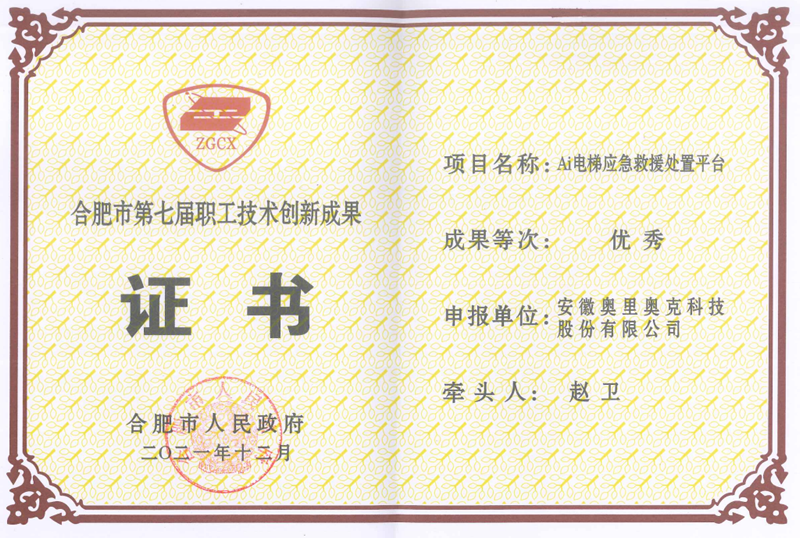 ZGCX
合肥市第七届职工技术创新成果
证书
合肥市人民政府
二〇二一年十二月
项目名称：Ai电梯应急救援处置平台
成果等次：优秀
申报单位：安徽奥里奥克科技
股份有限公司
牵头人：赵卫